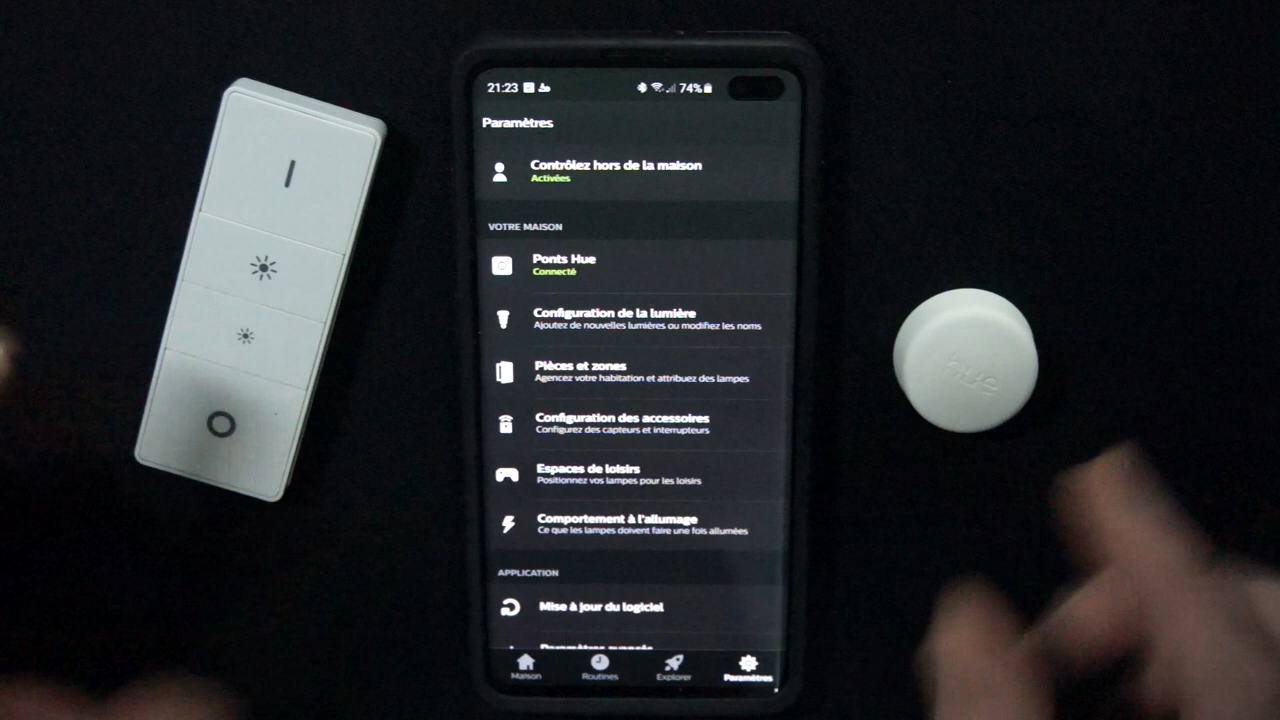 21:23
74%
Paramètres
Contrôlez hors de la maison
Activées
VOTRE MAISON
Ponts Hue
Connecté
Configuration de la lumière
Ajoutez de nouvelles lumières ou modifiez les noms
Pièces et zones
Agencez votre habitation et attribuez des lampes
Configuration des accessoires
Configurez des capteurs et interrupteurs
Espaces de loisirs
Positionnez vos lampes pour les loisirs
Comportement à l'allumage
Ce que les lampes doivent faire une fois allumées
APPLICATION
Mise à jour du logiciel
Paramètres avancés
Maison
Routines
Explorer
Paramètres
hue